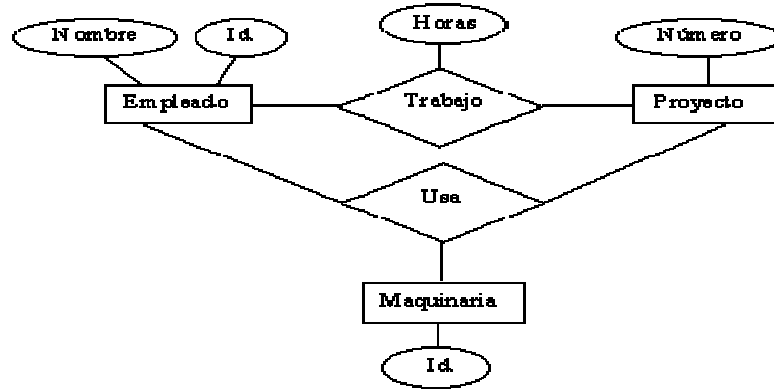 Nombre
Id.
Horas
Número
Empleado
Trabajo
Proyecto
Usa
Maquinaria
Id.